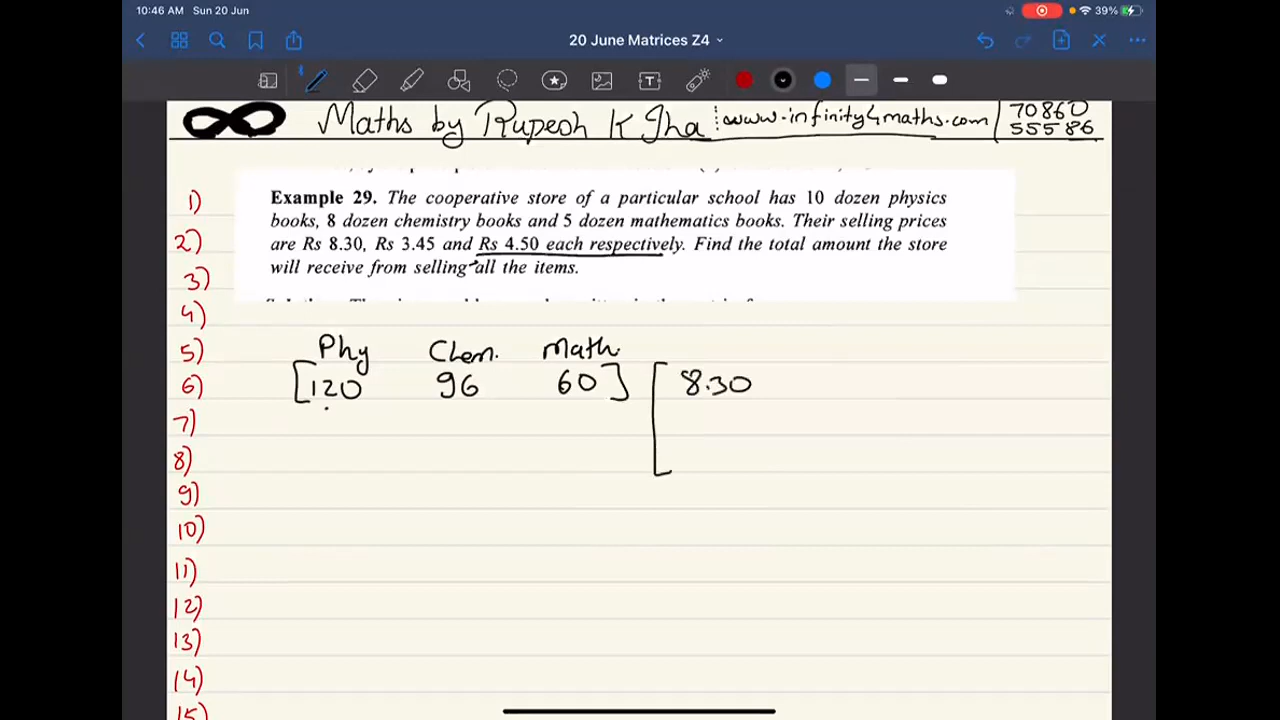 10:46 AM Sun 20 Jun
39%
20 June Matrices Z4
Maths by Rupesh K Jha www.infinity4maths.com 70860 55586
Example 29. The cooperative store of a particular school has 10 dozen physics
books, 8 dozen chemistry books and 5 dozen mathematics books. Their selling prices
are Rs 8.30, Rs 3.45 and Rs 4.50 each respectively. Find the total amount the store
will receive from selling all the items.
1)
2)
3)
4)
5) Phy Chem. Math.
6) [120 96 60] [8.30
7)
8)
9)
10)
11)
12)
13)
14)
15)